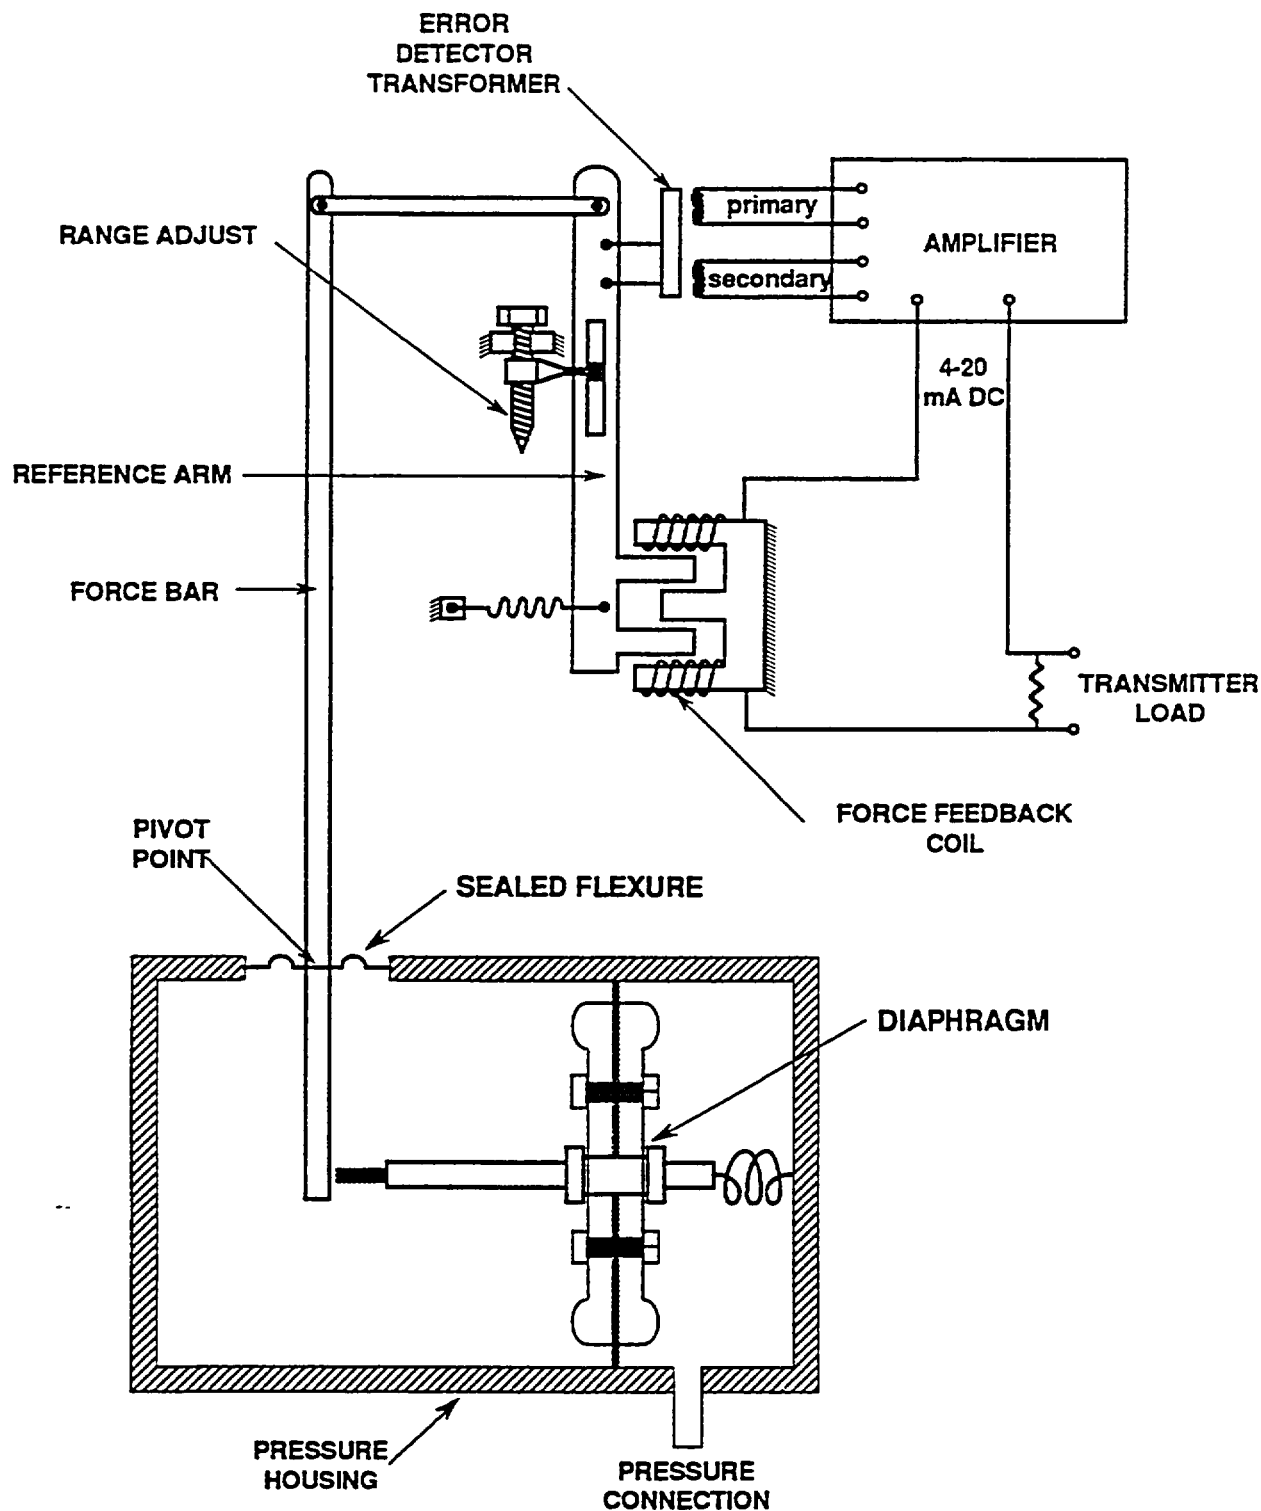 ERROR
DETECTOR
TRANSFORMER
primary
RANGE ADJUST
AMPLIFIER
secondary
4-20
mA DC
REFERENCE ARM
FORCE BAR
TRANSMITTER
LOAD
FORCE FEEDBACK
COIL
PIVOT
POINT
SEALED FLEXURE
DIAPHRAGM
PRESSURE
HOUSING
PRESSURE
CONNECTION